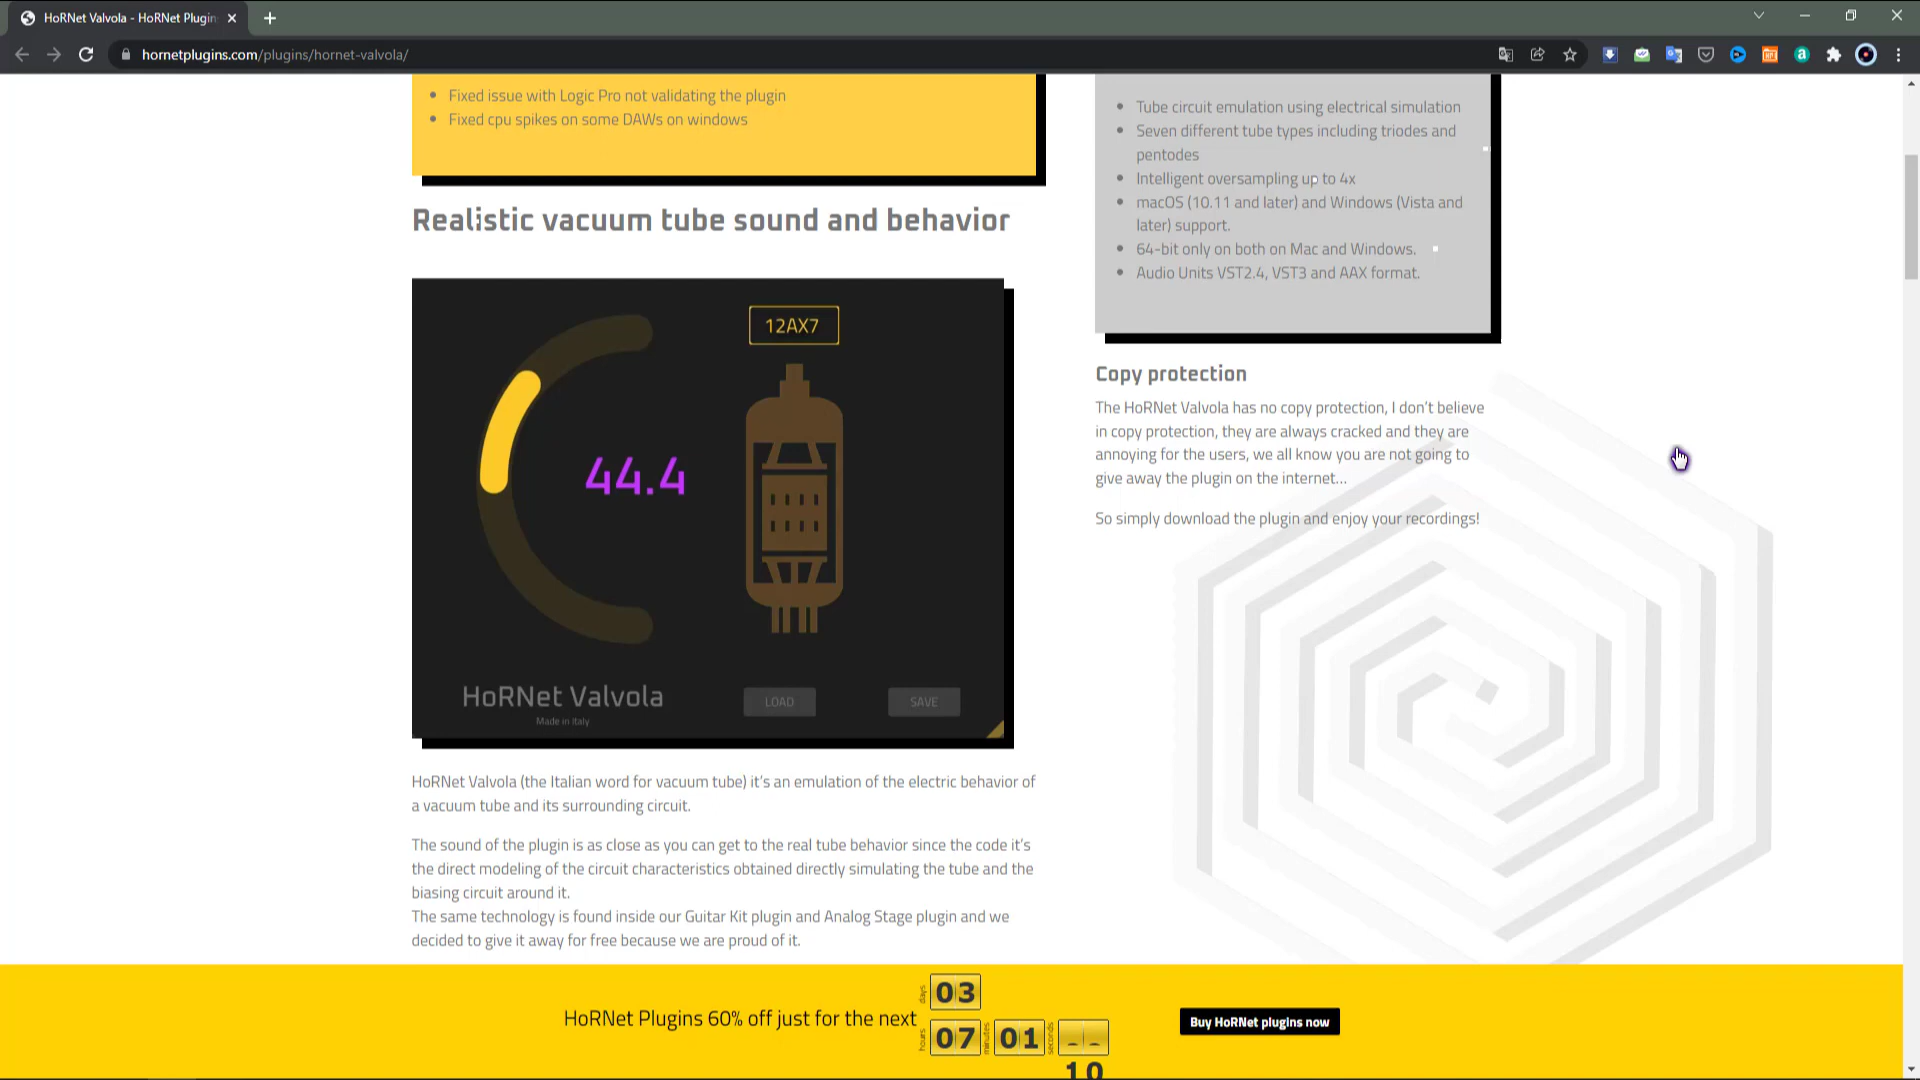 HoRNet Valvola - HoRNet Plugin
hornetplugins.com/plugins/hornet-valvola/
Fixed issue with Logic Pro not validating the plugin
Fixed cpu spikes on some DAWs on windows
Realistic vacuum tube sound and behavior
12AX7
44.4
HoRNet Valvola
Made in Italy
LOAD
SAVE
HoRNet Valvola (the Italian word for vacuum tube) it's an emulation of the electric behavior of
a vacuum tube and its surrounding circuit.
The sound of the plugin is as close as you can get to the real tube behavior since the code it's
the direct modeling of the circuit characteristics obtained directly simulating the tube and the
biasing circuit around it.
The same technology is found inside our Guitar Kit plugin and Analog Stage plugin and we
decided to give it away for free because we are proud of it.
Tube circuit emulation using electrical simulation
Seven different tube types including triodes and
pentodes
Intelligent oversampling up to 4x
macOS (10.11 and later) and Windows (Vista and
later) support.
64-bit only on both on Mac and Windows.
Audio Units VST2.4, VST3 and AAX format.
Copy protection
The HoRNet Valvola has no copy protection, I don't believe
in copy protection, they are always cracked and they are
annoying for the users, we all know you are not going to
give away the plugin on the internet...
So simply download the plugin and enjoy your recordings!
HoRNet Plugins 60% off just for the next
days
03
hours
07
minutes
01
seconds
10
Buy HoRNet plugins now